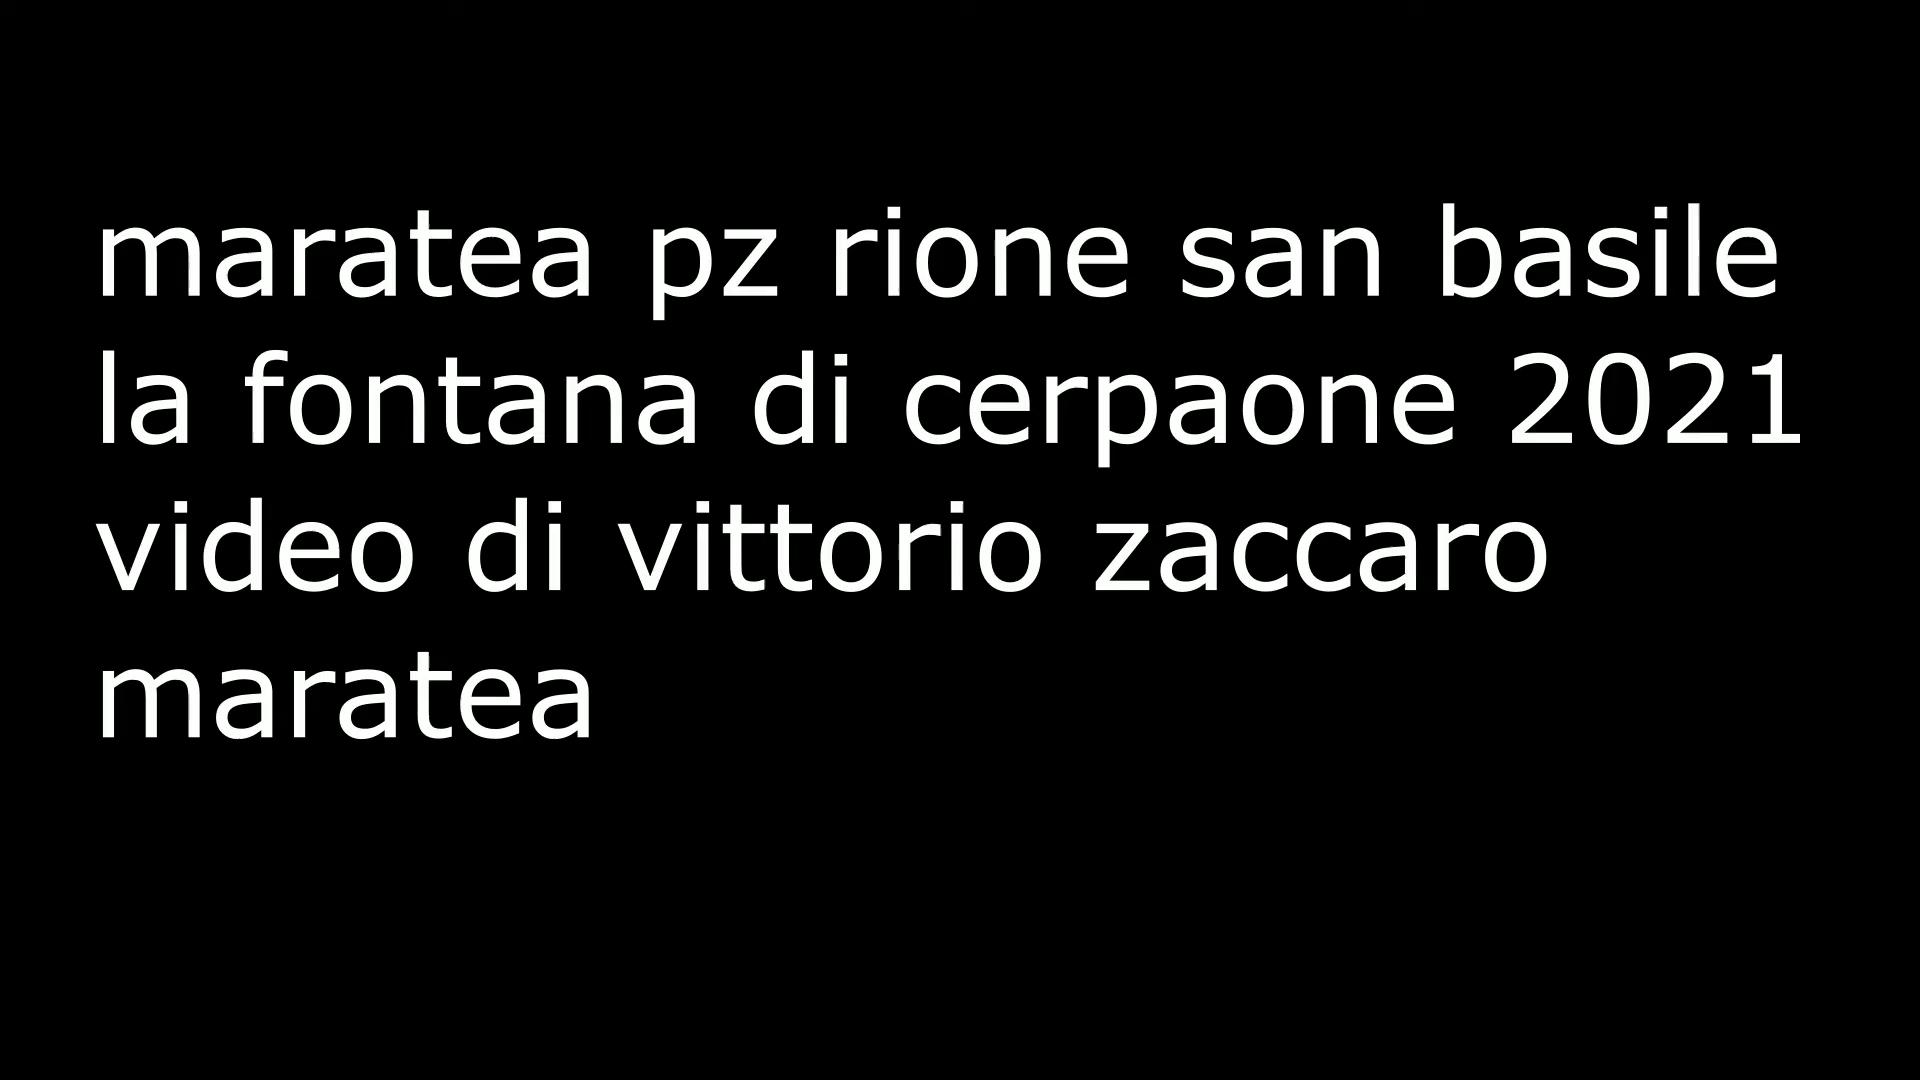 maratea pz rione san basile
la fontana di cerpaone 2021
video di vittorio zaccaro
maratea